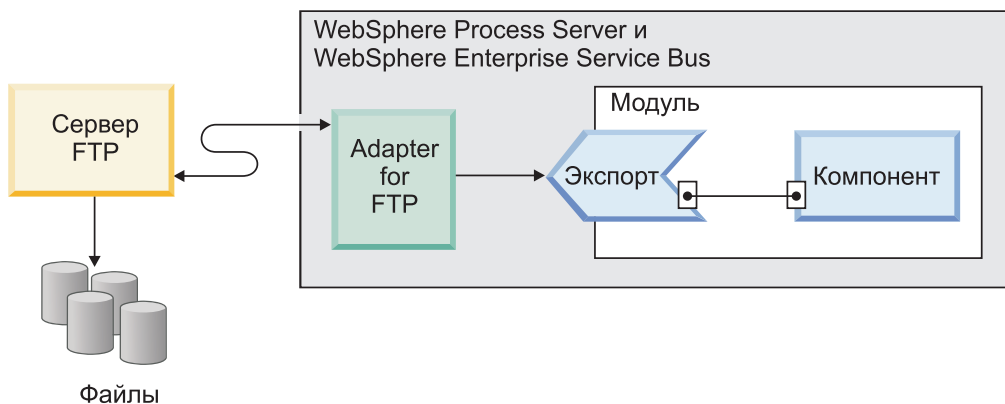 WebSphere Process Server и
WebSphere Enterprise Service Bus
Сервер
FTP
Adapter
for
FTP
Модуль
Экспорт
Компонент
Файлы